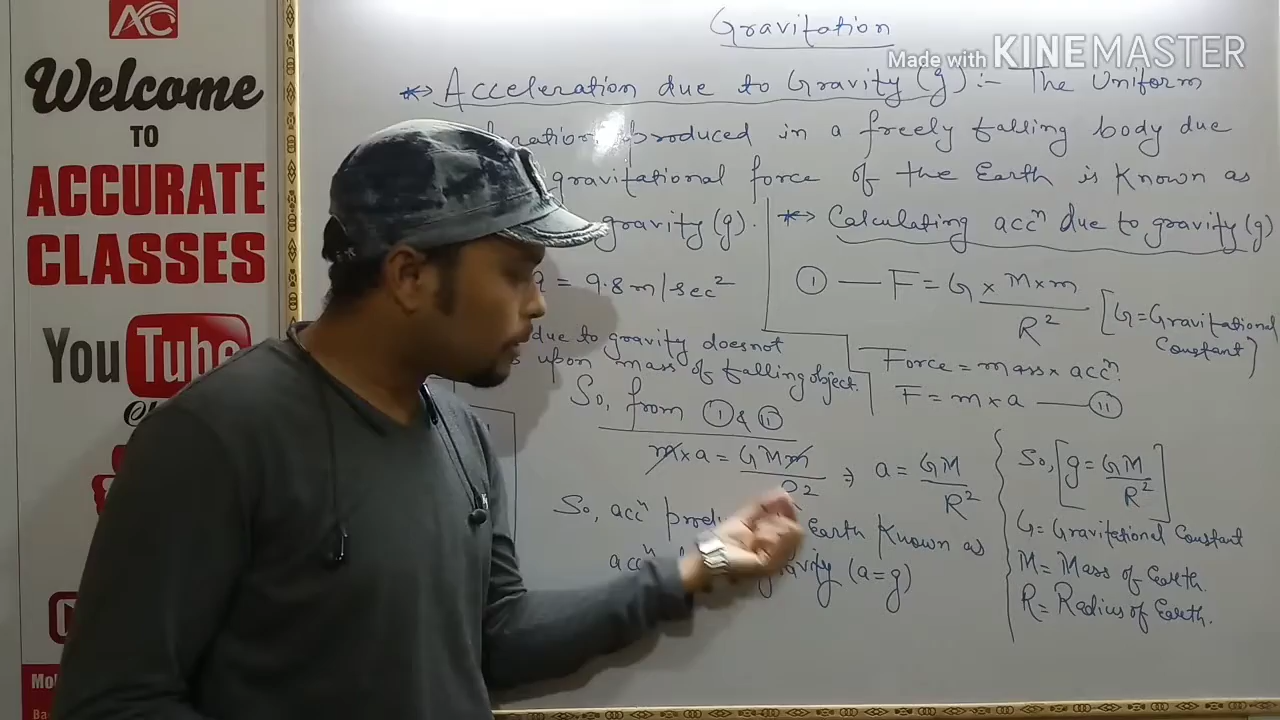 AC
Welcome
TO
ACCURATE
CLASSES
YouTube
Gravitation
Made with KINEMASTER
*→ Acceleration due to Gravity (g) :- The Uniform
produced in a freely falling body due
gravitational force of the Earth is known as
gravity (g).
= 9.8 m/sec²
due to gravity does not
upon mass of falling object.
*→ Calculating accⁿ due to gravity (g)
Ⓘ — F = G × M×m / R² [G = Gravitational Constant]
Force = mass × accⁿ.
F = m × a — Ⓘⓘ
So, from Ⓘ & Ⓘⓘ
m × a = GMm / R² ⇒ a = GM / R²
So, accⁿ Earth known as
accⁿ gravity (a = g)
So, [g = GM / R²]
G = Gravitational Constant
M = Mass of Earth.
R = Radius of Earth.